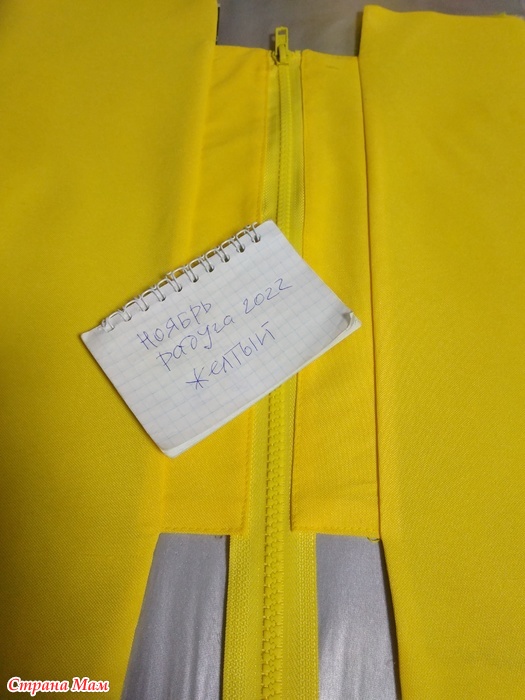 НОЯБРЬ
радуга 2022
желтый
Страна Мам